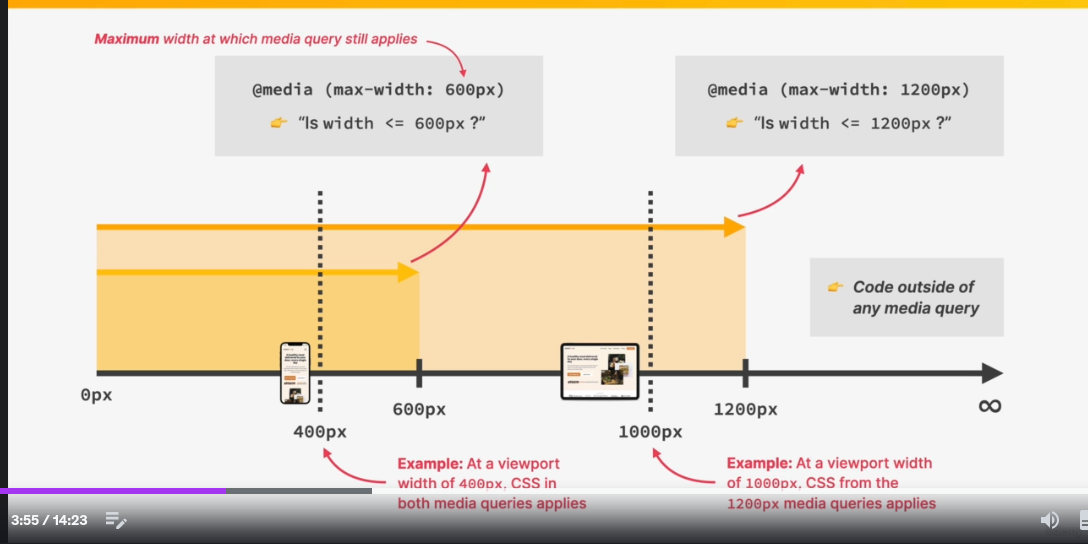 Maximum width at which media query still applies
@media (max-width: 600px)
👉 “Is width <= 600px ?”
@media (max-width: 1200px)
👉 “Is width <= 1200px ?”
👉 Code outside of
any media query
0px
400px
600px
1000px
1200px
∞
Example: At a viewport
width of 400px, CSS in
both media queries applies
Example: At a viewport width
of 1000px, CSS from the
1200px media queries applies
3:55 / 14:23